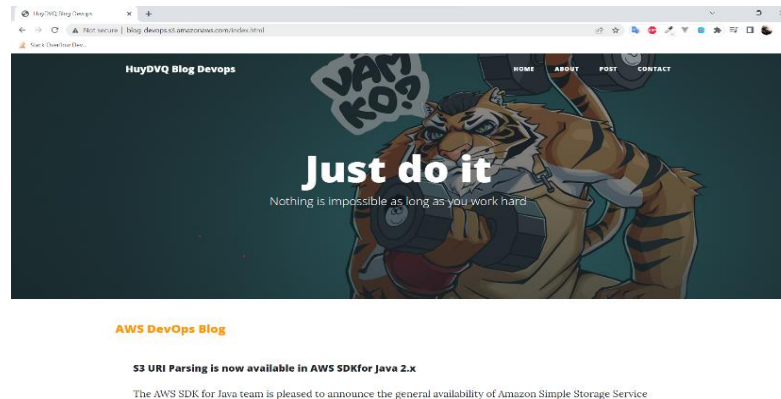 HuyDVQ Blog Devops
Not secure | blog-devops.s3.amazonaws.com/index.html
Stack Overflow Dev...
HuyDVQ Blog Devops
HOME ABOUT POST CONTACT
VÂM
KO?
Just do it
Nothing is impossible as long as you work hard
AWS DevOps Blog
S3 URI Parsing is now available in AWS SDKfor Java 2.x
The AWS SDK for Java team is pleased to announce the general availability of Amazon Simple Storage Service